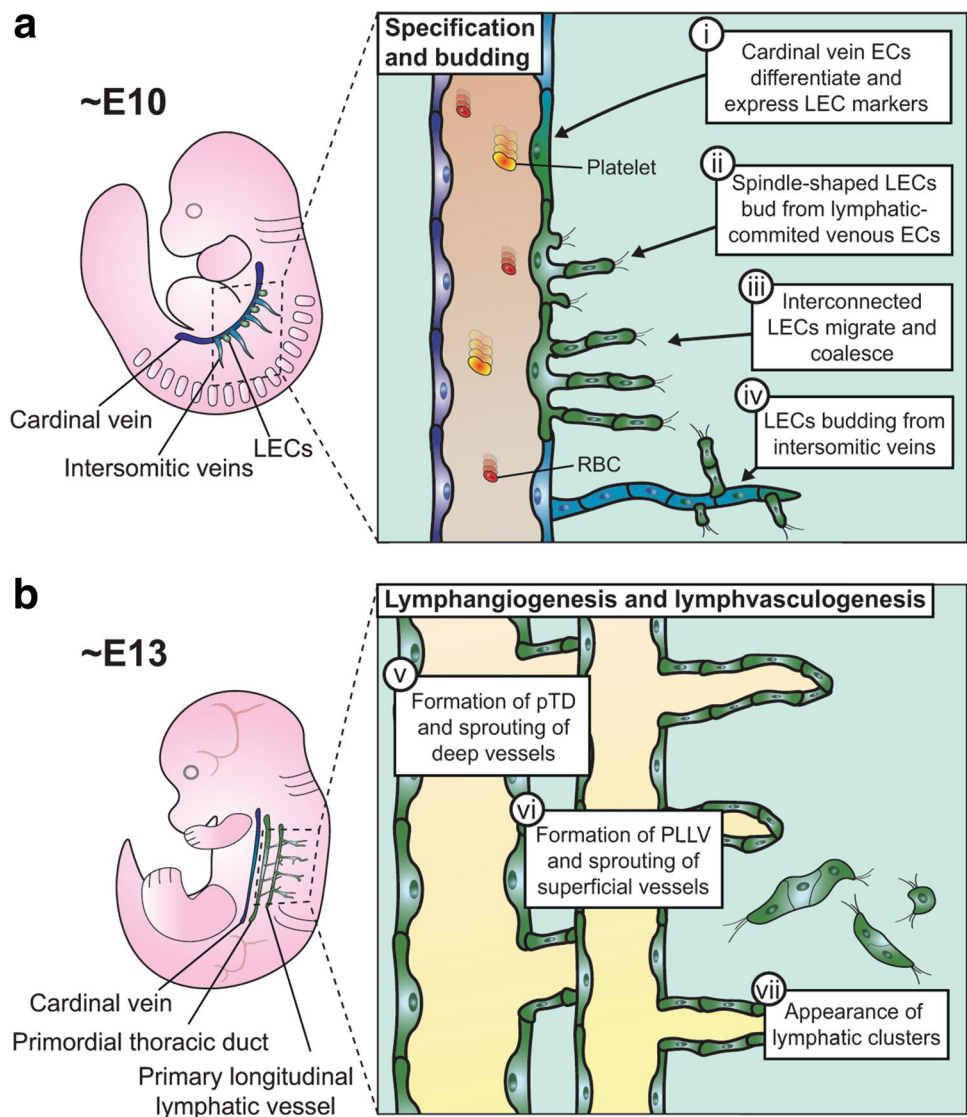 a
~E10
Cardinal vein
Intersomitic veins
LECs
Specification
and budding
Platelet
RBC
i
Cardinal vein ECs
differentiate and
express LEC markers
ii
Spindle-shaped LECs
bud from lymphatic-
commited venous ECs
iii
Interconnected
LECs migrate and
coalesce
iv
LECs budding from
intersomitic veins
b
~E13
Cardinal vein
Primordial thoracic duct
Primary longitudinal
lymphatic vessel
Lymphangiogenesis and lymphvasculogenesis
v
Formation of pTD
and sprouting of
deep vessels
vi
Formation of PLLV
and sprouting of
superficial vessels
vii
Appearance of
lymphatic clusters